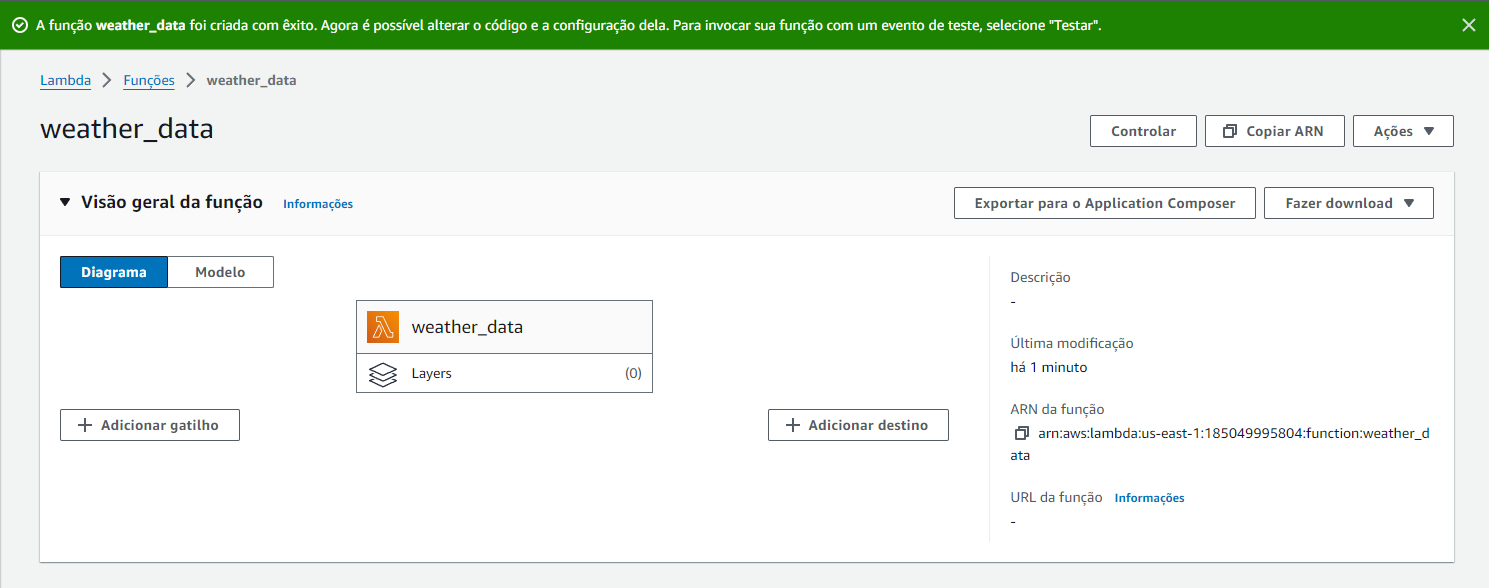 A função weather_data foi criada com êxito. Agora é possível alterar o código e a configuração dela. Para invocar sua função com um evento de teste, selecione "Testar".
Lambda > Funções > weather_data
weather_data
Controlar
Copiar ARN
Ações
Visão geral da função
Informações
Exportar para o Application Composer
Fazer download
Diagrama
Modelo
weather_data
Layers
(0)
Adicionar gatilho
Adicionar destino
Descrição
-
Última modificação
há 1 minuto
ARN da função
arn:aws:lambda:us-east-1:185049995804:function:weather_d
ata
URL da função
Informações
-